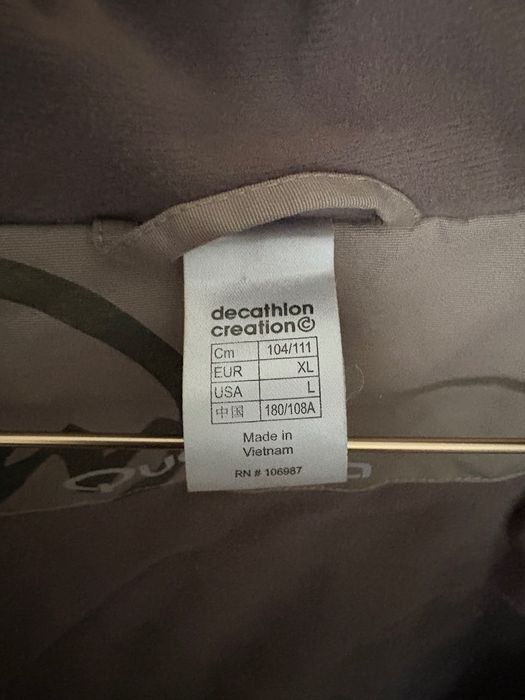 decathlon
creation©
Cm 104/111
EUR XL
USA L
中国 180/108A
Made in
Vietnam
RN # 106987